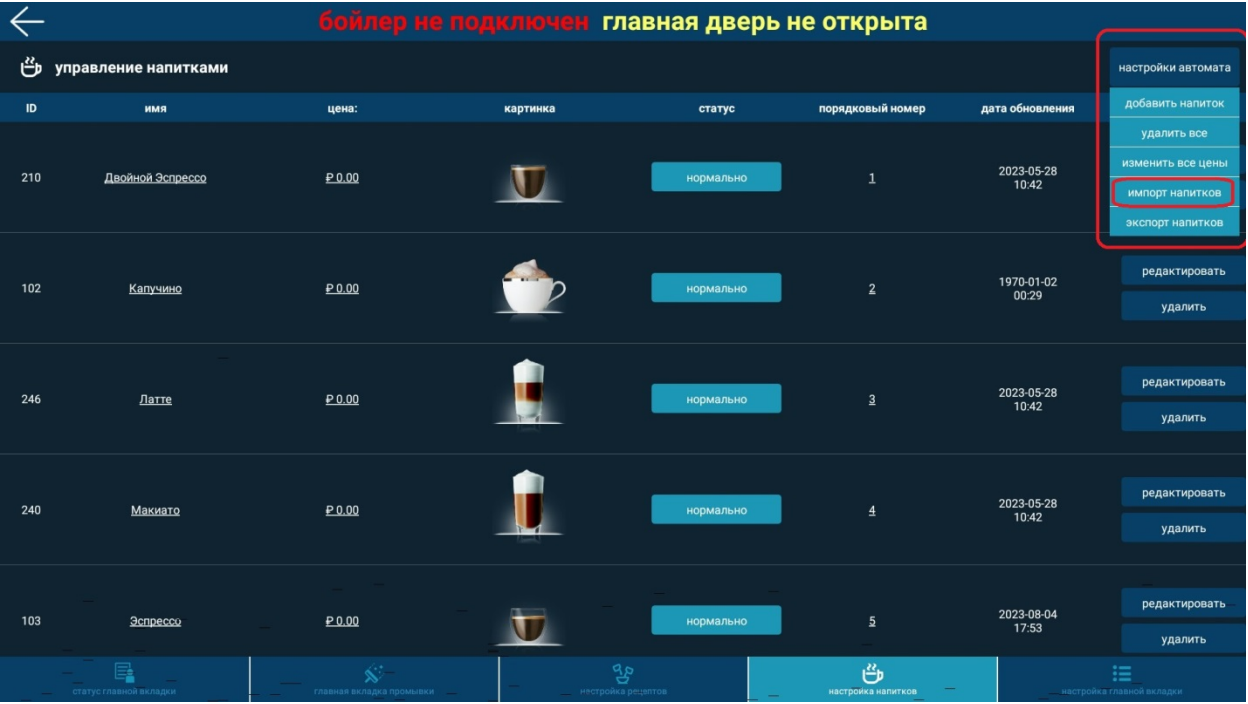 бойлер не подключен главная дверь не открыта
управление напитками
настройки автомата
ID имя цена: картинка статус порядковый номер дата обновления
добавить напиток
удалить все
изменить все цены
импорт напитков
экспорт напитков
210 Двойной Эспрессо ₽ 0.00 нормально 1 2023-05-28
10:42
102 Капучино ₽ 0.00 нормально 2 1970-01-02
00:29
редактировать
удалить
246 Латте ₽ 0.00 нормально 3 2023-05-28
10:42
редактировать
удалить
240 Макиато ₽ 0.00 нормально 4 2023-05-28
10:42
редактировать
удалить
103 Эспрессо ₽ 0.00 нормально 5 2023-08-04
17:53
редактировать
удалить
статус главной вкладки главная вкладка промывки настройка рецептов настройка напитков настройка главной вкладки